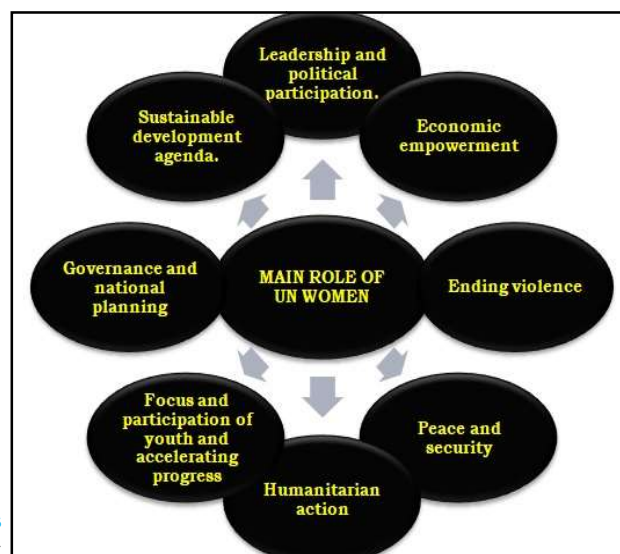 Leadership and
political
participation.
Economic
empowerment
Ending violence
Peace and
security
Humanitarian
action
Focus and
participation of
youth and
accelerating
progress
Governance and
national
planning
Sustainable
development
agenda.
MAIN ROLE OF
UN WOMEN